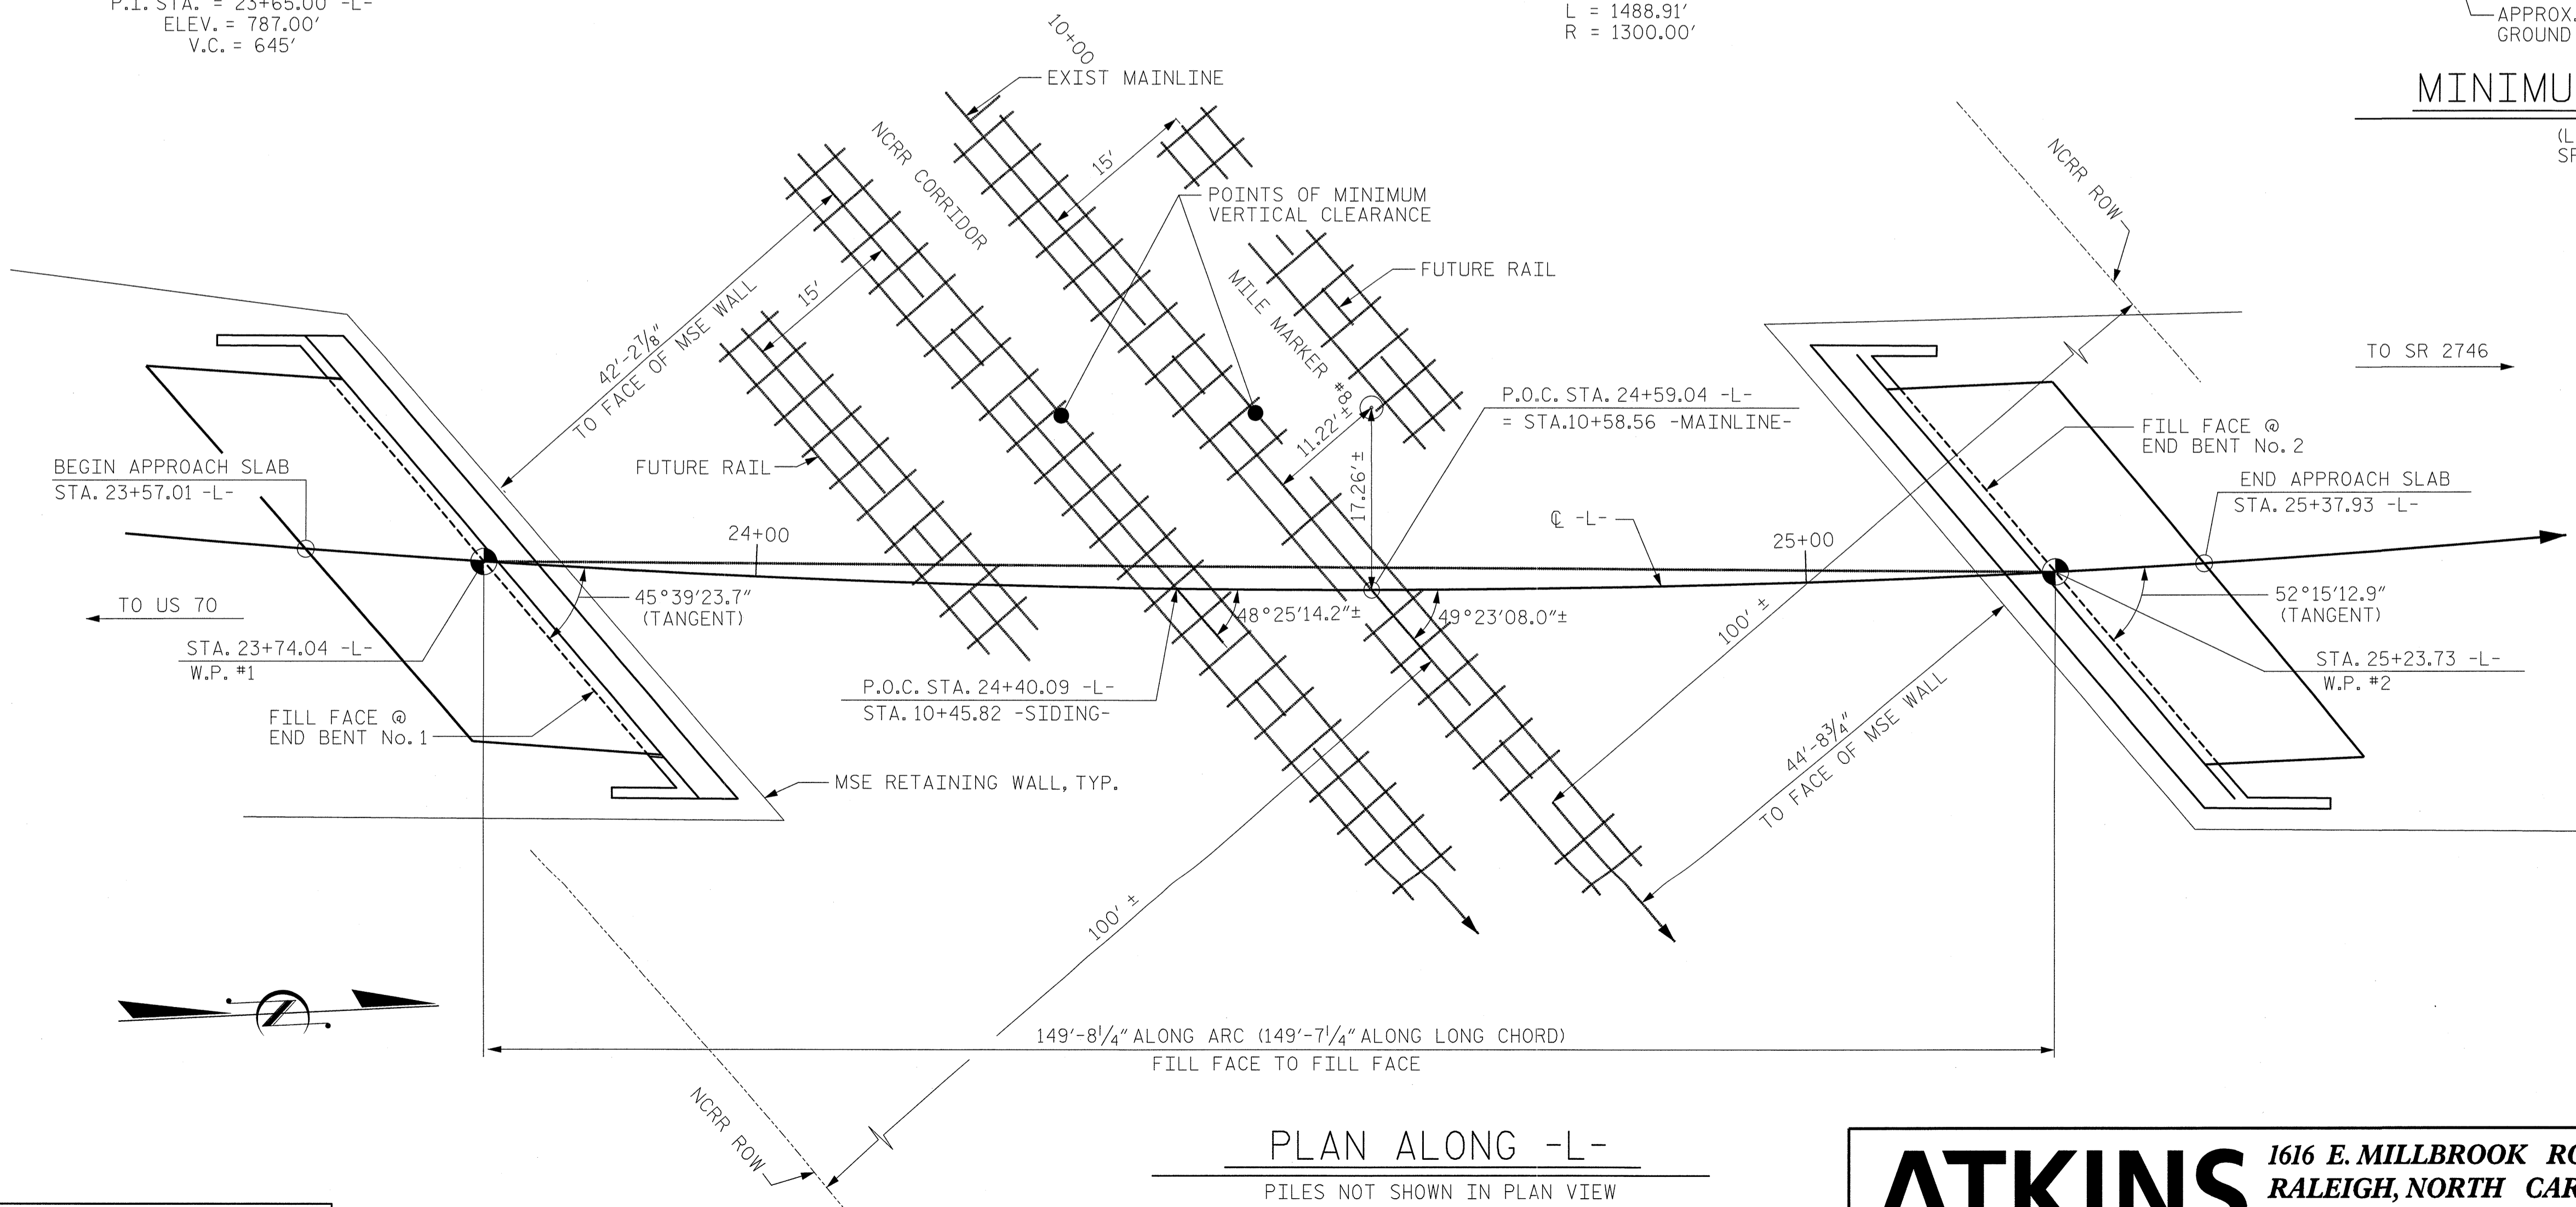 P.I. STA. = 23+65.00 -L-
ELEV. = 787.00'
V.C. = 645'
L = 1488.91'
R = 1300.00'
APPROX.
GROUND
MINIMU
(L
SF
10+00
EXIST MAINLINE
NCRR CORRIDOR
15'
POINTS OF MINIMUM
VERTICAL CLEARANCE
NCRR ROW
42'-2⅞"
TO FACE OF MSE WALL
15'
FUTURE RAIL
MILE MARKER #8
TO SR 2746
11.22'±
17.26'±
P.O.C. STA. 24+59.04 -L-
= STA.10+58.56 -MAINLINE-
FILL FACE @
END BENT No. 2
BEGIN APPROACH SLAB
STA. 23+57.01 -L-
FUTURE RAIL
END APPROACH SLAB
STA. 25+37.93 -L-
24+00
℄ -L-
25+00
TO US 70
45°39'23.7"
(TANGENT)
48°25'14.2"±
49°23'08.0"±
100' ±
52°15'12.9"
(TANGENT)
STA. 23+74.04 -L-
W.P. #1
P.O.C. STA. 24+40.09 -L-
STA. 10+45.82 -SIDING-
STA. 25+23.73 -L-
W.P. #2
FILL FACE @
END BENT No. 1
44'-8¾"
TO FACE OF MSE WALL
MSE RETAINING WALL, TYP.
100' ±
149'-8¼" ALONG ARC (149'-7¼" ALONG LONG CHORD)
FILL FACE TO FILL FACE
NCRR ROW
PLAN ALONG -L-
PILES NOT SHOWN IN PLAN VIEW
ATKINS
1616 E. MILLBROOK RO
RALEIGH, NORTH CAR